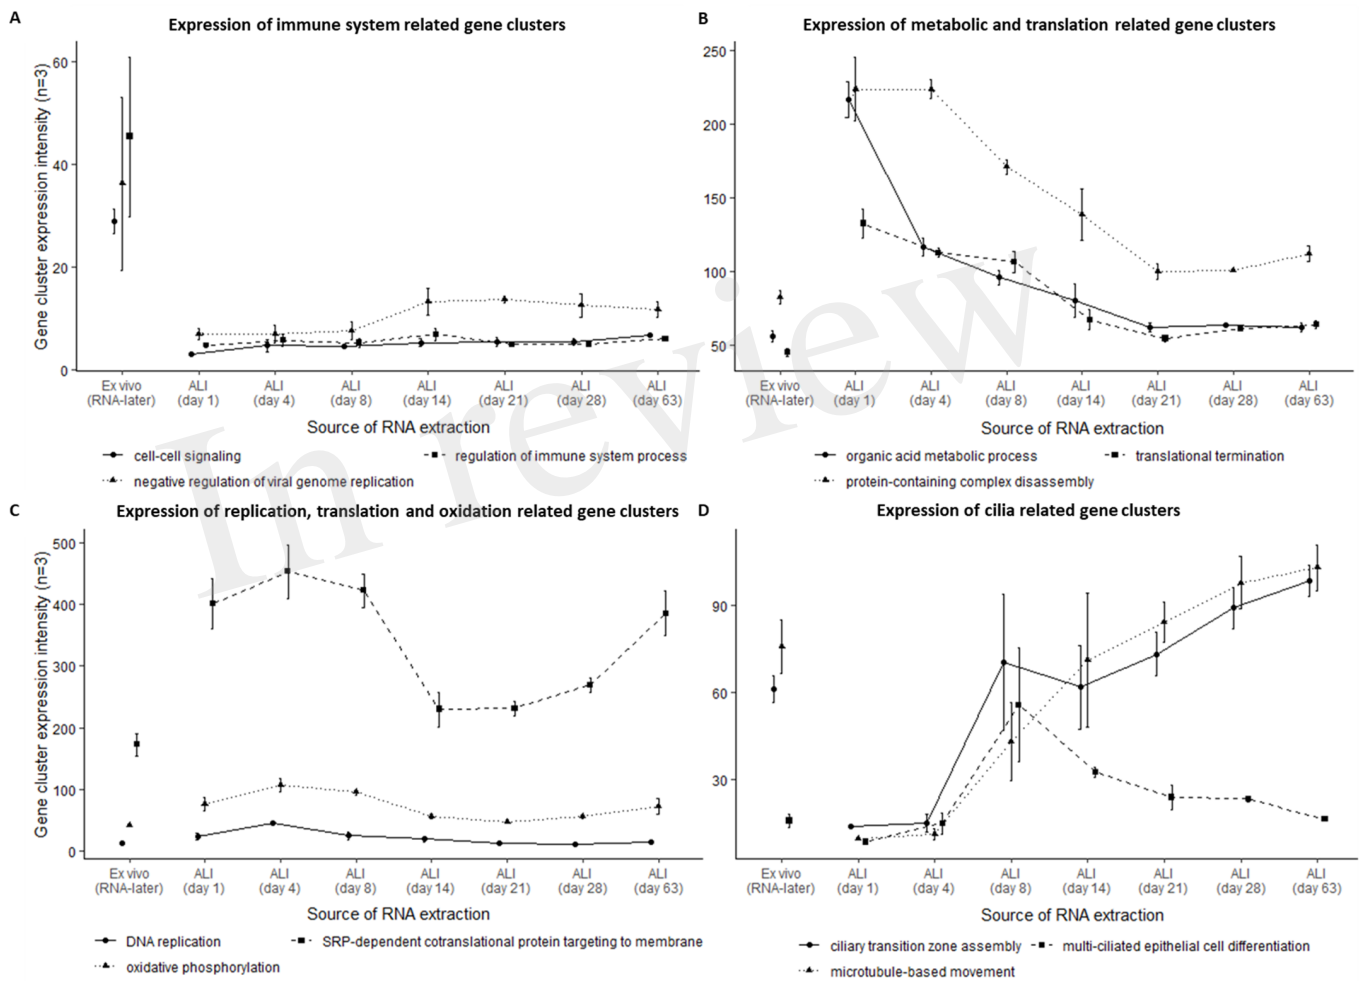 A
Expression of immune system related gene clusters
Gene cluster expression intensity (n=3)
60
40
20
0
Ex vivo
(RNA-later)
ALI
(day 1)
ALI
(day 4)
ALI
(day 8)
ALI
(day 14)
ALI
(day 21)
ALI
(day 28)
ALI
(day 63)
Source of RNA extraction
cell-cell signaling
regulation of immune system process
negative regulation of viral genome replication
B
Expression of metabolic and translation related gene clusters
250
200
150
100
50
Ex vivo
(RNA-later)
ALI
(day 1)
ALI
(day 4)
ALI
(day 8)
ALI
(day 14)
ALI
(day 21)
ALI
(day 28)
ALI
(day 63)
Source of RNA extraction
organic acid metabolic process
translational termination
protein-containing complex disassembly
C
Expression of replication, translation and oxidation related gene clusters
Gene cluster expression intensity (n=3)
500
400
300
200
100
0
Ex vivo
(RNA-later)
ALI
(day 1)
ALI
(day 4)
ALI
(day 8)
ALI
(day 14)
ALI
(day 21)
ALI
(day 28)
ALI
(day 63)
Source of RNA extraction
DNA replication
SRP-dependent cotranslational protein targeting to membrane
oxidative phosphorylation
D
Expression of cilia related gene clusters
90
60
30
Ex vivo
(RNA-later)
ALI
(day 1)
ALI
(day 4)
ALI
(day 8)
ALI
(day 14)
ALI
(day 21)
ALI
(day 28)
ALI
(day 63)
Source of RNA extraction
ciliary transition zone assembly
multi-ciliated epithelial cell differentiation
microtubule-based movement
In review